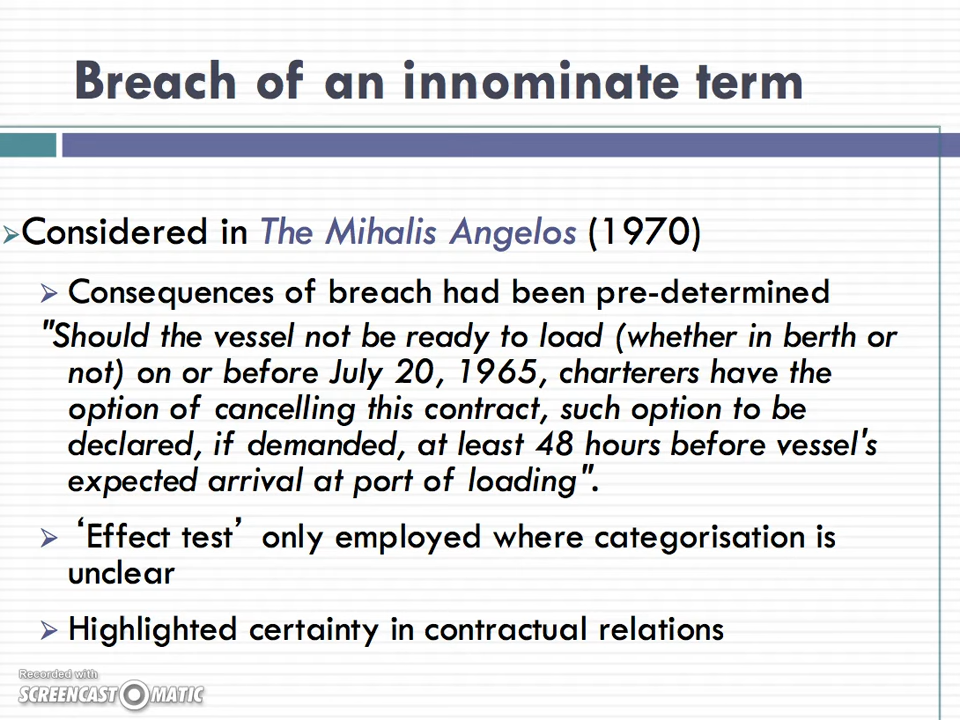 Breach of an innominate term
➢Considered in The Mihalis Angelos (1970)
➢ Consequences of breach had been pre-determined
"Should the vessel not be ready to load (whether in berth or
not) on or before July 20, 1965, charterers have the
option of cancelling this contract, such option to be
declared, if demanded, at least 48 hours before vessel's
expected arrival at port of loading".
➢ ‘Effect test’ only employed where categorisation is
unclear
➢ Highlighted certainty in contractual relations
Recorded with
SCREENCAST-O-MATIC